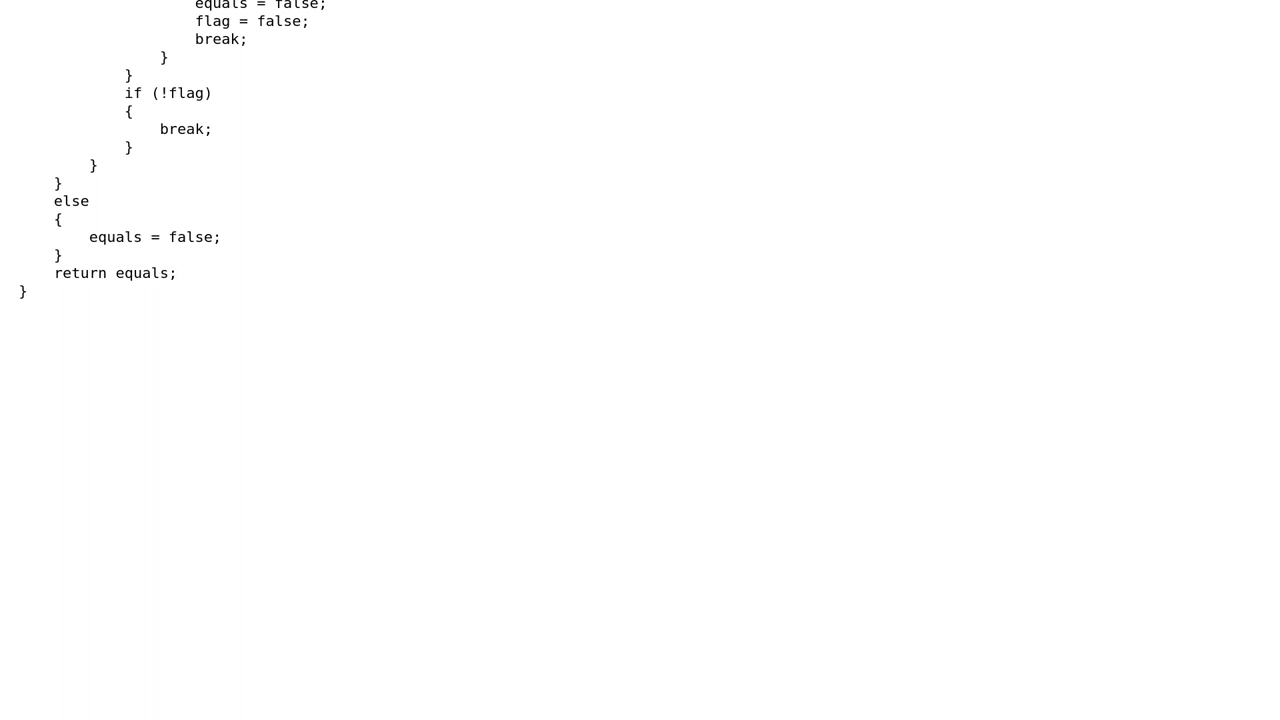 equals = false;
flag = false;
break;
}
}
if (!flag)
{
break;
}
}
}
else
{
equals = false;
}
return equals;
}